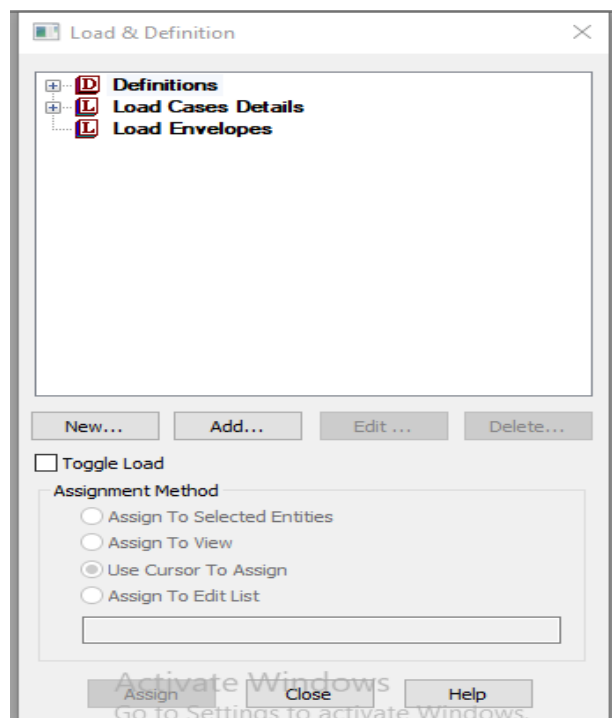 Load & Definition
D Definitions
L Load Cases Details
L Load Envelopes
New... Add... Edit ... Delete...
Toggle Load
Assignment Method
Assign To Selected Entities
Assign To View
Use Cursor To Assign
Assign To Edit List
Activate Windows
Assign Close Help
Go to Settings to activate Windows